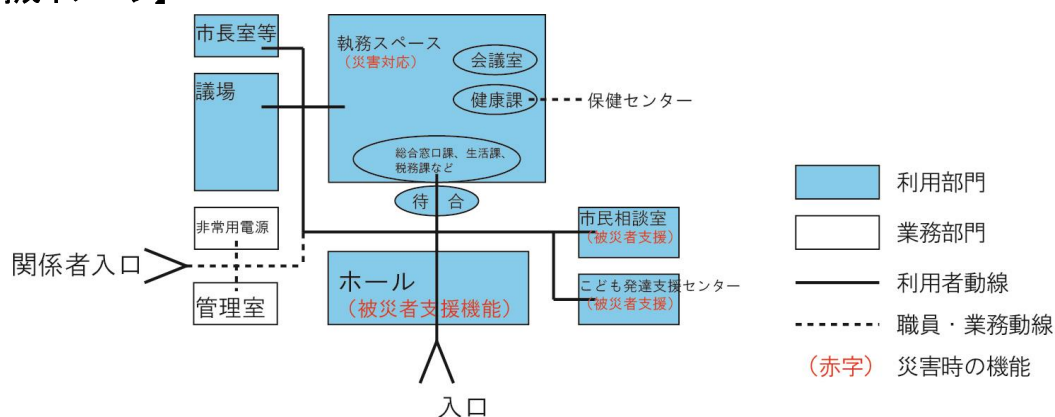 市長室等
執務スペース
（災害対応）
会議室
議場
健康課
保健センター
総合窓口課、生活課、
税務課など
待　合
利用部門
非常用電源
市民相談室
（被災者支援）
業務部門
関係者入口
ホール
（被災者支援機能）
こども発達支援センター
（被災者支援）
利用者動線
管理室
職員・業務動線
（赤字）　災害時の機能
入口